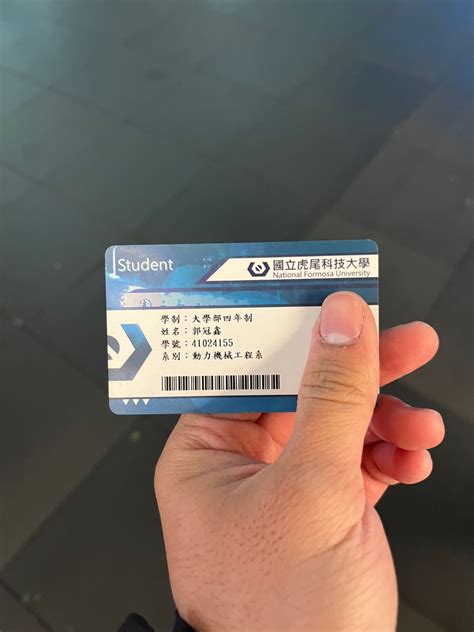 Student
國立虎尾科技大學
National Formosa University
學制：大學部四年制
姓名：郭冠鑫
學號：41024155
系別：動力機械工程系